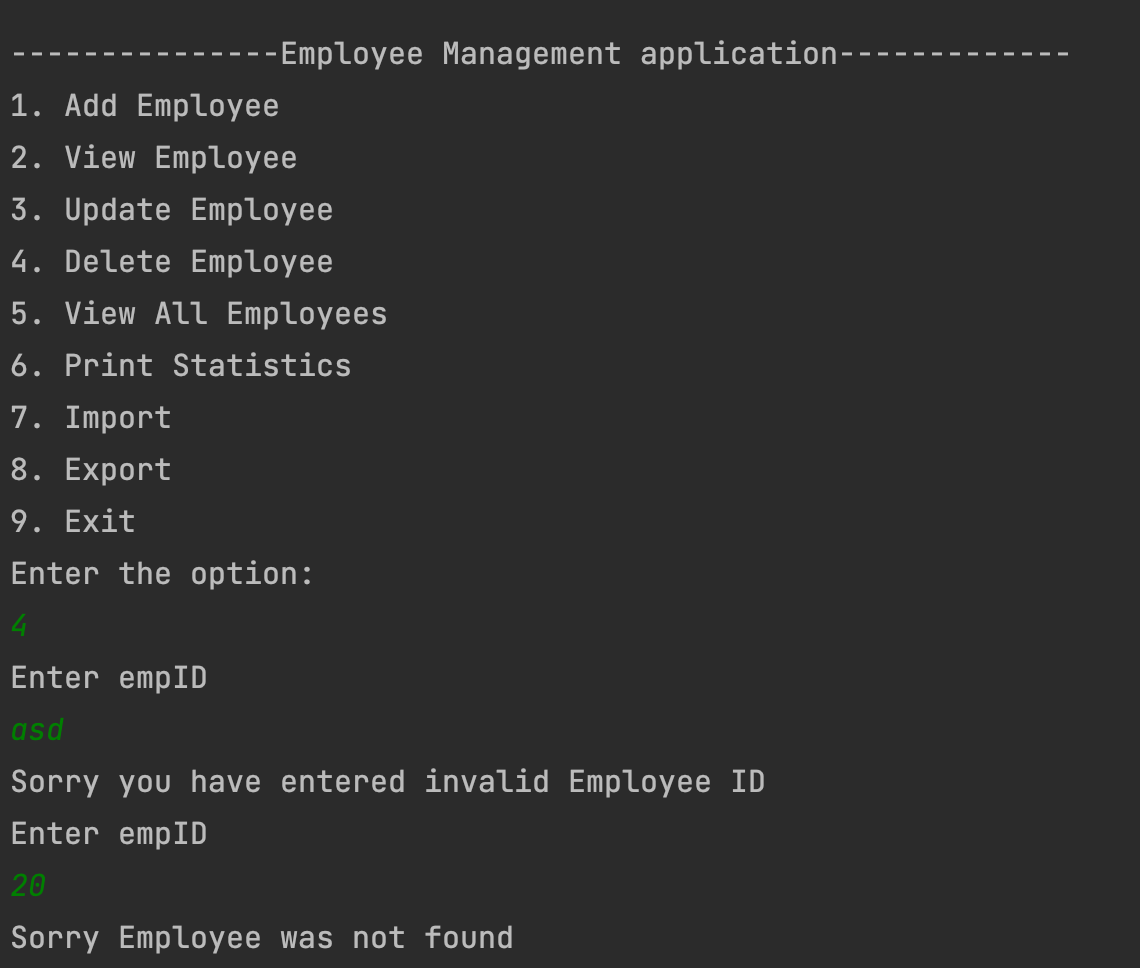 ---------------Employee Management application-------------
1. Add Employee
2. View Employee
3. Update Employee
4. Delete Employee
5. View All Employees
6. Print Statistics
7. Import
8. Export
9. Exit
Enter the option:
4
Enter empID
asd
Sorry you have entered invalid Employee ID
Enter empID
20
Sorry Employee was not found